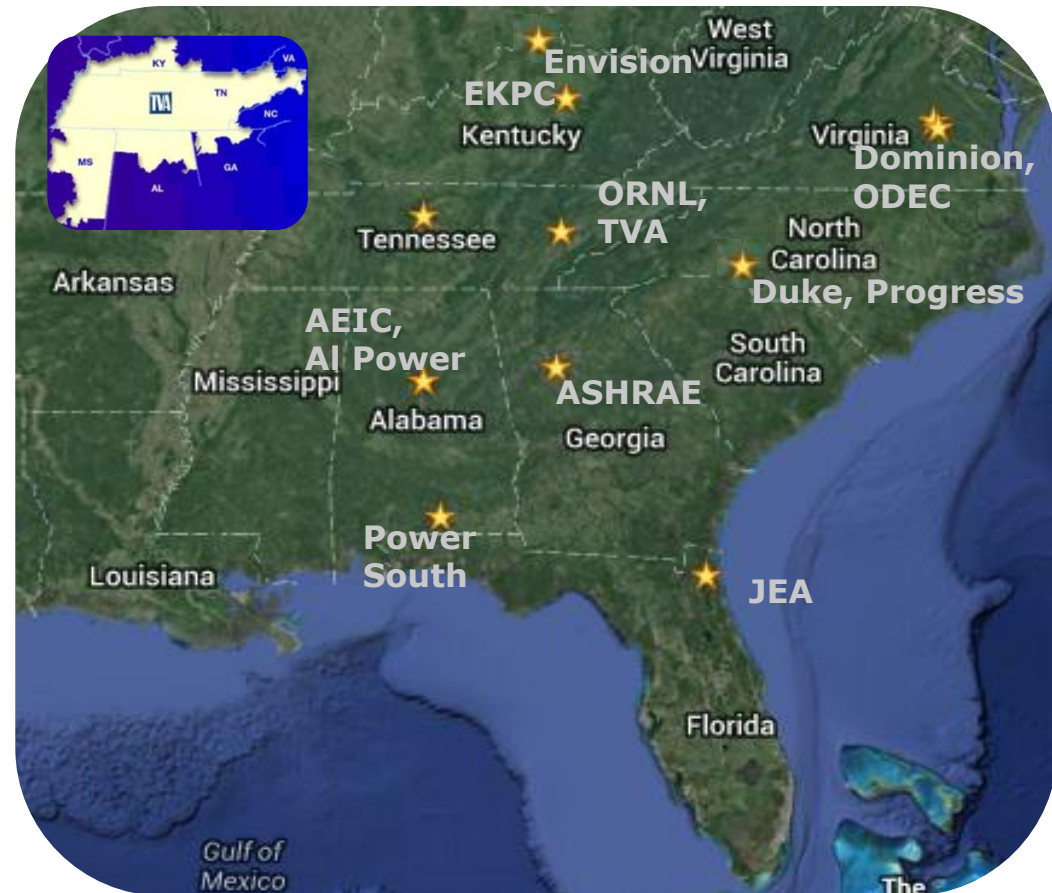 West
Virginia
Envision
EKPC
Kentucky
Virginia
Dominion,
ODEC
KY
VA
TVA
TN
NC
MS
AL
GA
ORNL,
TVA
Tennessee
North
Carolina
Duke, Progress
Arkansas
AEIC,
Al Power
Mississippi
Alabama
ASHRAE
Georgia
South
Carolina
Power
South
Louisiana
JEA
Florida
Gulf of
Mexico
The